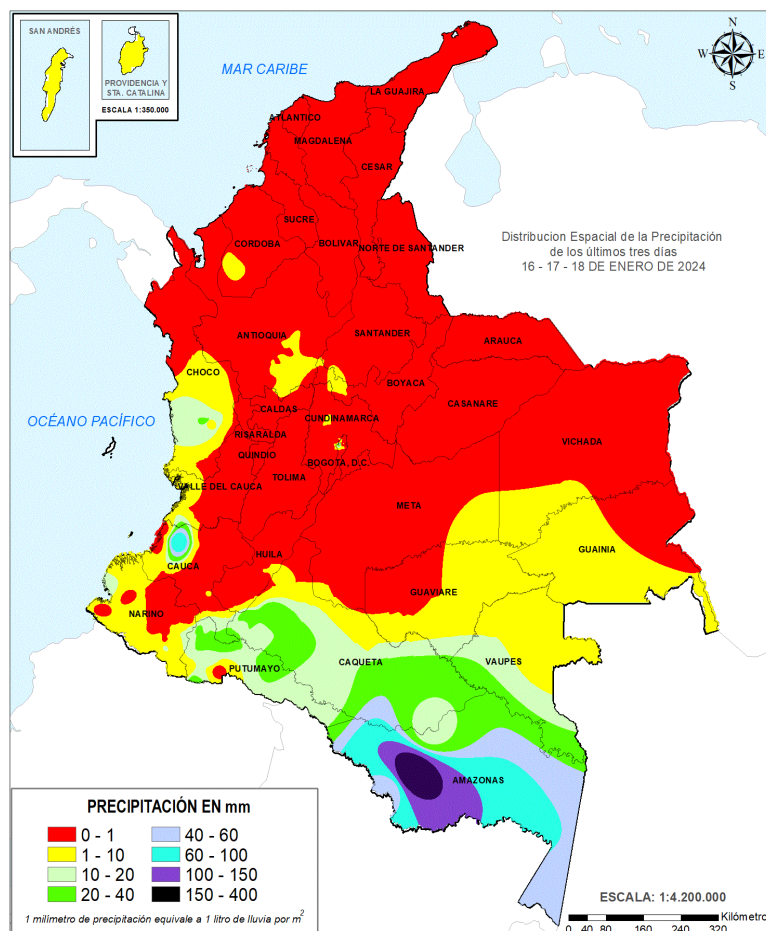 SAN ANDRÉS
PROVIDENCIA Y
STA. CATALINA
ESCALA 1:350.000
MAR CARIBE
N
W E
S
LA GUAJIRA
ATLANTICO
MAGDALENA
CESAR
SUCRE
CORDOBA
BOLIVAR
NORTE DE SANTANDER
Distribucion Espacial de la Precipitación
de los últimos tres días
16 - 17 - 18 DE ENERO DE 2024
ANTIOQUIA
SANTANDER
ARAUCA
CHOCO
BOYACA
CASANARE
OCÉANO PACÍFICO
CALDAS
CUNDINAMARCA
RISARALDA
VICHADA
QUINDIO
BOGOTA, D.C.
TOLIMA
VALLE DEL CAUCA
META
GUAINIA
HUILA
CAUCA
GUAVIARE
NARIÑO
CAQUETA
VAUPES
PUTUMAYO
AMAZONAS
PRECIPITACIÓN EN mm
0 - 1 40 - 60
1 - 10 60 - 100
10 - 20 100 - 150
20 - 40 150 - 400
1 milímetro de precipitación equivale a 1 litro de lluvia por m²
ESCALA: 1:4.200.000
Kilómetro
0 40 80 160 240 320